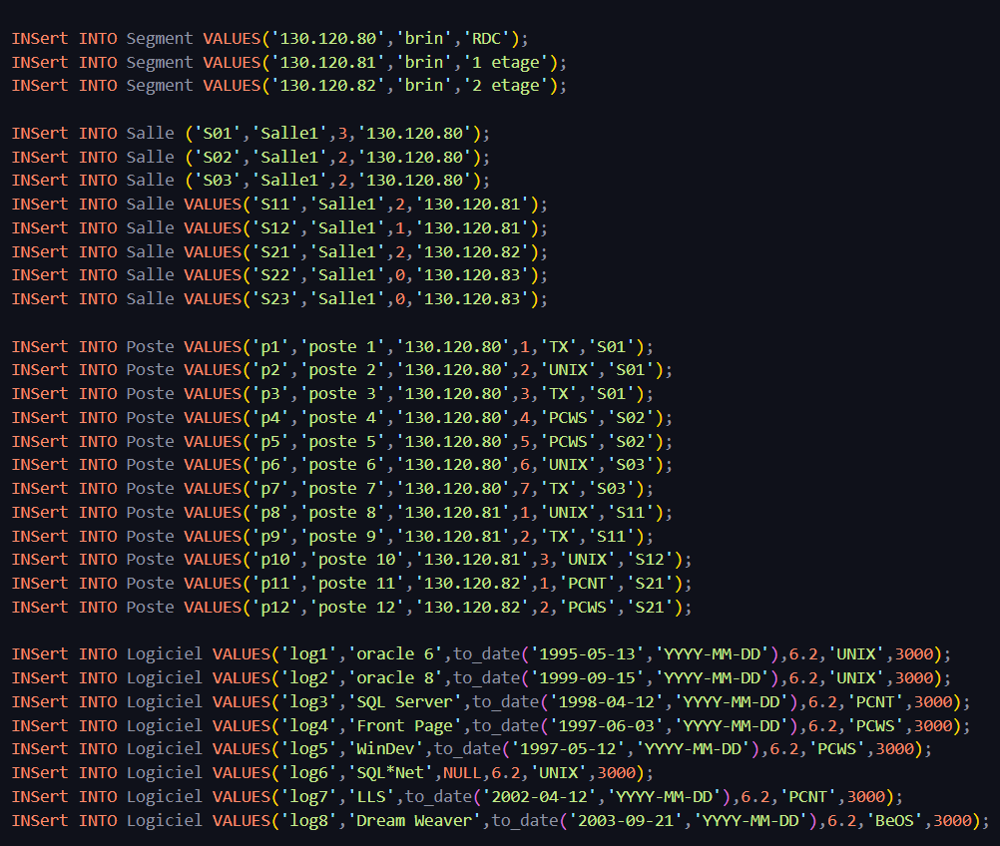 INSert INTO Segment VALUES('130.120.80','brin','RDC');
INSert INTO Segment VALUES('130.120.81','brin','1 etage');
INSert INTO Segment VALUES('130.120.82','brin','2 etage');
INSert INTO Salle ('S01','Salle1',3,'130.120.80');
INSert INTO Salle ('S02','Salle1',2,'130.120.80');
INSert INTO Salle ('S03','Salle1',2,'130.120.80');
INSert INTO Salle VALUES('S11','Salle1',2,'130.120.81');
INSert INTO Salle VALUES('S12','Salle1',1,'130.120.81');
INSert INTO Salle VALUES('S21','Salle1',2,'130.120.82');
INSert INTO Salle VALUES('S22','Salle1',0,'130.120.83');
INSert INTO Salle VALUES('S23','Salle1',0,'130.120.83');
INSert INTO Poste VALUES('p1','poste 1','130.120.80',1,'TX','S01');
INSert INTO Poste VALUES('p2','poste 2','130.120.80',2,'UNIX','S01');
INSert INTO Poste VALUES('p3','poste 3','130.120.80',3,'TX','S01');
INSert INTO Poste VALUES('p4','poste 4','130.120.80',4,'PCWS','S02');
INSert INTO Poste VALUES('p5','poste 5','130.120.80',5,'PCWS','S02');
INSert INTO Poste VALUES('p6','poste 6','130.120.80',6,'UNIX','S03');
INSert INTO Poste VALUES('p7','poste 7','130.120.80',7,'TX','S03');
INSert INTO Poste VALUES('p8','poste 8','130.120.81',1,'UNIX','S11');
INSert INTO Poste VALUES('p9','poste 9','130.120.81',2,'TX','S11');
INSert INTO Poste VALUES('p10','poste 10','130.120.81',3,'UNIX','S12');
INSert INTO Poste VALUES('p11','poste 11','130.120.82',1,'PCNT','S21');
INSert INTO Poste VALUES('p12','poste 12','130.120.82',2,'PCWS','S21');
INSert INTO Logiciel VALUES('log1','oracle 6',to_date('1995-05-13','YYYY-MM-DD'),6.2,'UNIX',3000);
INSert INTO Logiciel VALUES('log2','oracle 8',to_date('1999-09-15','YYYY-MM-DD'),6.2,'UNIX',3000);
INSert INTO Logiciel VALUES('log3','SQL Server',to_date('1998-04-12','YYYY-MM-DD'),6.2,'PCNT',3000);
INSert INTO Logiciel VALUES('log4','Front Page',to_date('1997-06-03','YYYY-MM-DD'),6.2,'PCWS',3000);
INSert INTO Logiciel VALUES('log5','WinDev',to_date('1997-05-12','YYYY-MM-DD'),6.2,'PCWS',3000);
INSert INTO Logiciel VALUES('log6','SQL*Net',NULL,6.2,'UNIX',3000);
INSert INTO Logiciel VALUES('log7','LLS',to_date('2002-04-12','YYYY-MM-DD'),6.2,'PCNT',3000);
INSert INTO Logiciel VALUES('log8','Dream Weaver',to_date('2003-09-21','YYYY-MM-DD'),6.2,'BeOS',3000);